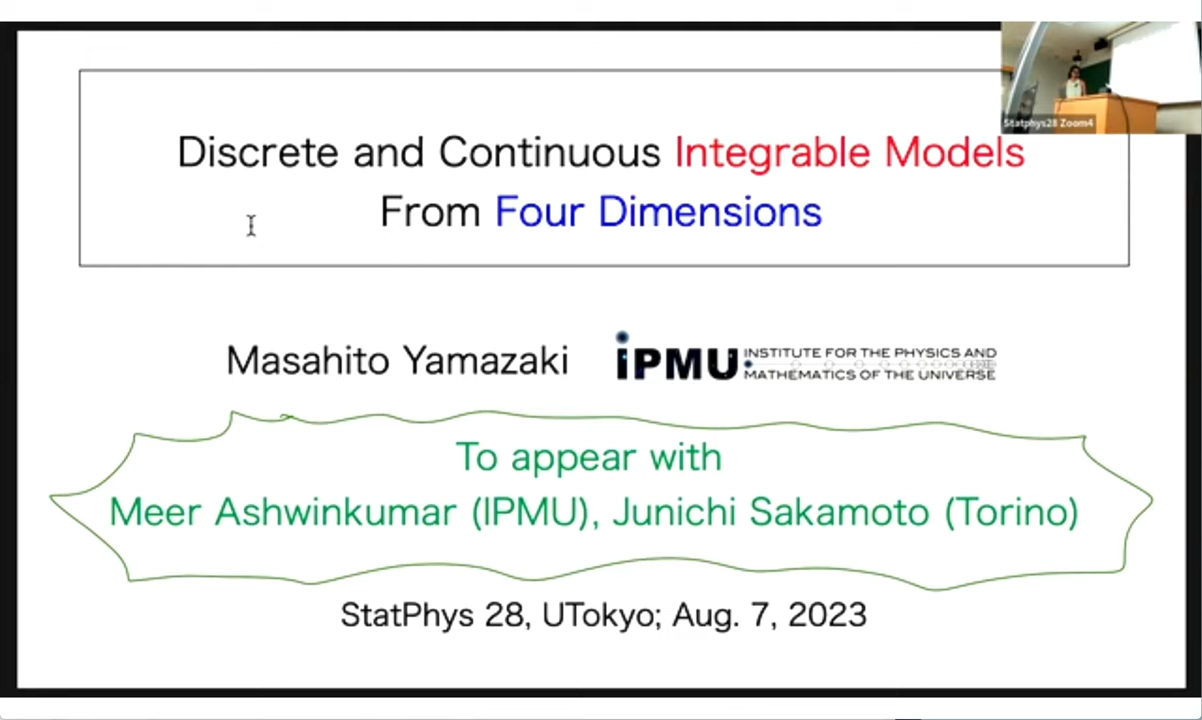 Statphys28 Zoom4
Discrete and Continuous Integrable Models
From Four Dimensions
Masahito Yamazaki
iPMU INSTITUTE FOR THE PHYSICS AND
MATHEMATICS OF THE UNIVERSE
To appear with
Meer Ashwinkumar (IPMU), Junichi Sakamoto (Torino)
StatPhys 28, UTokyo; Aug. 7, 2023